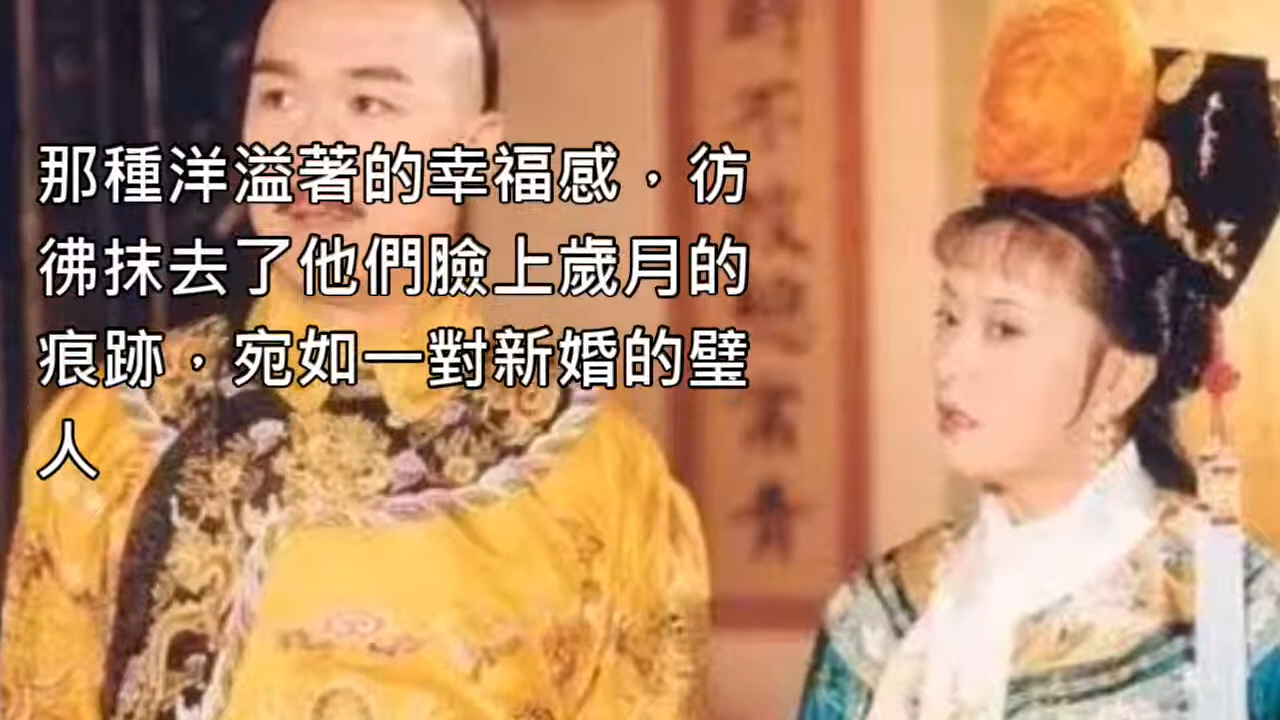 那種洋溢著的幸福感，彷
彿抹去了他們臉上歲月的
痕跡，宛如一對新婚的璧
人